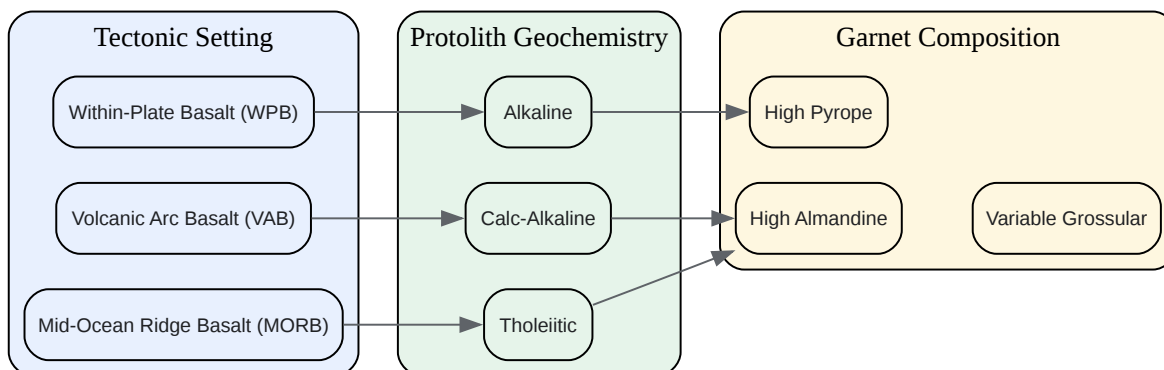 Tectonic Setting
Protolith Geochemistry
Garnet Composition
Within-Plate Basalt (WPB)
Alkaline
High Pyrope
Volcanic Arc Basalt (VAB)
Calc-Alkaline
High Almandine
Variable Grossular
Mid-Ocean Ridge Basalt (MORB)
Tholeiitic